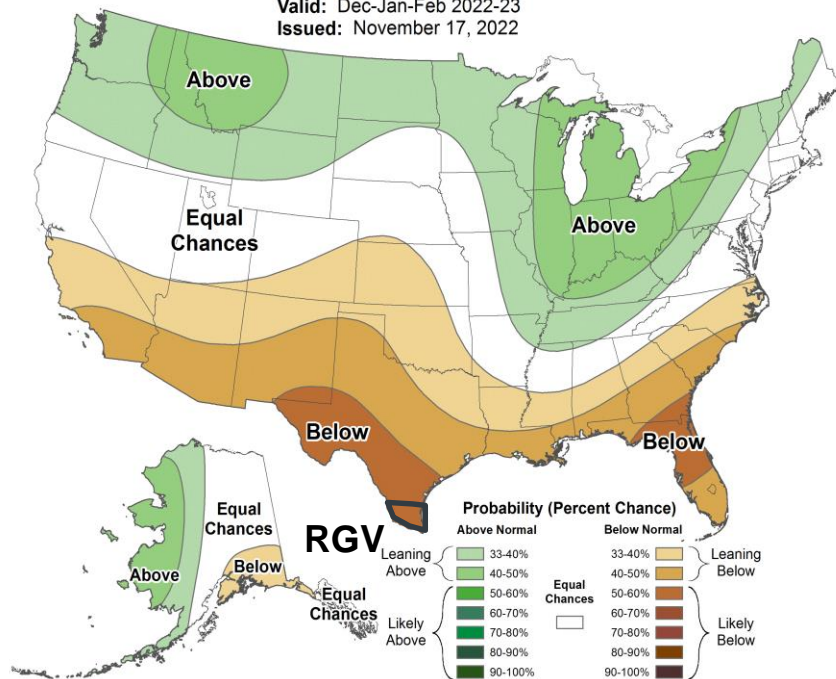 Valid: Dec-Jan-Feb 2022-23
Issued: November 17, 2022
Above
Equal
Chances
Above
Below
Below
Equal
Chances
Above
Below
Equal
Chances
RGV
Probability (Percent Chance)
Above Normal
Below Normal
Leaning
Above
33-40%
40-50%
Likely
Above
50-60%
60-70%
70-80%
80-90%
90-100%
Equal
Chances
33-40%
40-50%
Leaning
Below
50-60%
60-70%
70-80%
80-90%
90-100%
Likely
Below